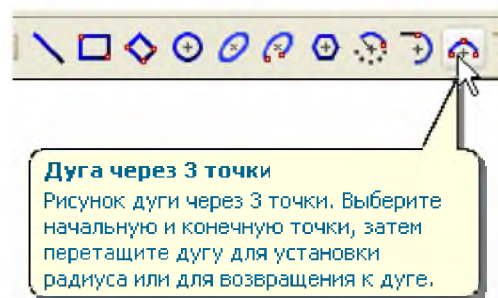 Дуга через 3 точки
Рисунок дуги через 3 точки. Выберите
начальную и конечную точки, затем
перетащите дугу для установки
радиуса или для возвращения к дуге.